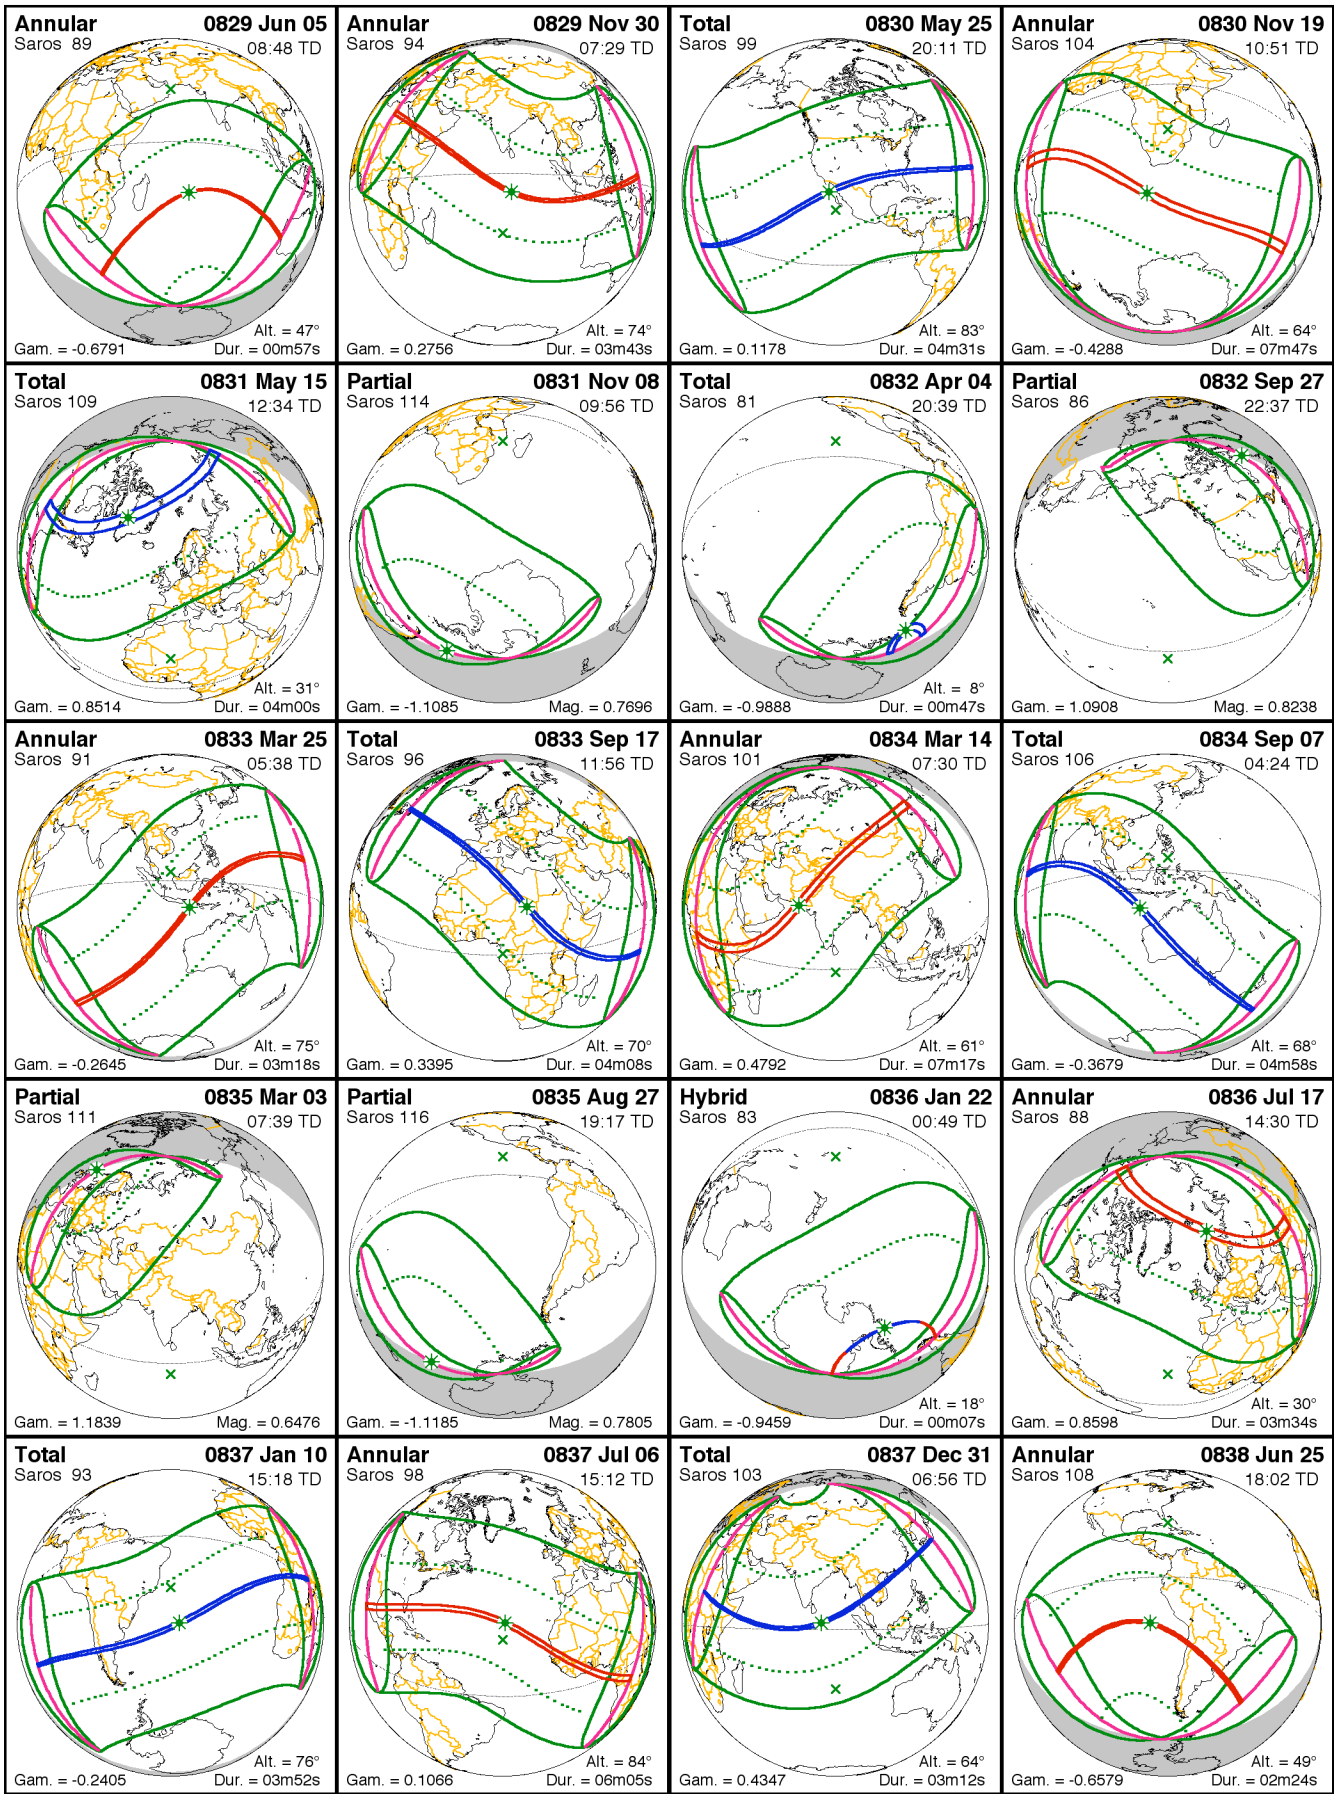 Annular 0829 Jun 05
Saros 89 08:48 TD
Alt. = 47°
Gam. = -0.6791 Dur. = 00m57s
Annular 0829 Nov 30
Saros 94 07:29 TD
Alt. = 74°
Gam. = 0.2756 Dur. = 03m43s
Total 0830 May 25
Saros 99 20:11 TD
Alt. = 83°
Gam. = 0.1178 Dur. = 04m31s
Annular 0830 Nov 19
Saros 104 10:51 TD
Alt. = 64°
Gam. = -0.4288 Dur. = 07m47s
Total 0831 May 15
Saros 109 12:34 TD
Alt. = 31°
Gam. = 0.8514 Dur. = 04m00s
Partial 0831 Nov 08
Saros 114 09:56 TD
Gam. = -1.1085 Mag. = 0.7696
Total 0832 Apr 04
Saros 81 20:39 TD
Alt. = 8°
Gam. = -0.9888 Dur. = 00m47s
Partial 0832 Sep 27
Saros 86 22:37 TD
Gam. = 1.0908 Mag. = 0.8238
Annular 0833 Mar 25
Saros 91 05:38 TD
Alt. = 75°
Gam. = -0.2645 Dur. = 03m18s
Total 0833 Sep 17
Saros 96 11:56 TD
Alt. = 70°
Gam. = 0.3395 Dur. = 04m08s
Annular 0834 Mar 14
Saros 101 07:30 TD
Alt. = 61°
Gam. = 0.4792 Dur. = 07m17s
Total 0834 Sep 07
Saros 106 04:24 TD
Alt. = 68°
Gam. = -0.3679 Dur. = 04m58s
Partial 0835 Mar 03
Saros 111 07:39 TD
Gam. = 1.1839 Mag. = 0.6476
Partial 0835 Aug 27
Saros 116 19:17 TD
Gam. = -1.1185 Mag. = 0.7805
Hybrid 0836 Jan 22
Saros 83 00:49 TD
Alt. = 18°
Gam. = -0.9459 Dur. = 00m07s
Annular 0836 Jul 17
Saros 88 14:30 TD
Alt. = 30°
Gam. = 0.8598 Dur. = 03m34s
Total 0837 Jan 10
Saros 93 15:18 TD
Alt. = 76°
Gam. = -0.2405 Dur. = 03m52s
Annular 0837 Jul 06
Saros 98 15:12 TD
Alt. = 84°
Gam. = 0.1066 Dur. = 06m05s
Total 0837 Dec 31
Saros 103 06:56 TD
Alt. = 64°
Gam. = 0.4347 Dur. = 03m12s
Annular 0838 Jun 25
Saros 108 18:02 TD
Alt. = 49°
Gam. = -0.6579 Dur. = 02m24s